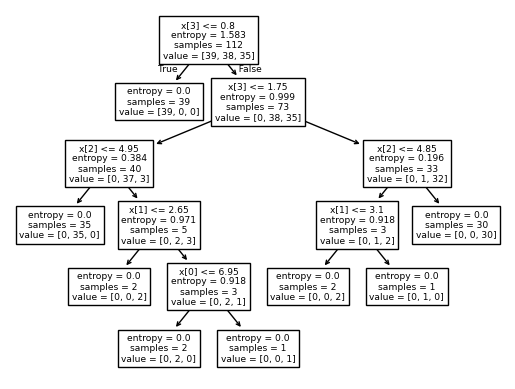 x[3] <= 0.8
entropy = 1.583
samples = 112
value = [39, 38, 35]
True
False
entropy = 0.0
samples = 39
value = [39, 0, 0]
x[3] <= 1.75
entropy = 0.999
samples = 73
value = [0, 38, 35]
x[2] <= 4.95
entropy = 0.384
samples = 40
value = [0, 37, 3]
x[2] <= 4.85
entropy = 0.196
samples = 33
value = [0, 1, 32]
entropy = 0.0
samples = 35
value = [0, 35, 0]
x[1] <= 2.65
entropy = 0.971
samples = 5
value = [0, 2, 3]
x[1] <= 3.1
entropy = 0.918
samples = 3
value = [0, 1, 2]
entropy = 0.0
samples = 30
value = [0, 0, 30]
entropy = 0.0
samples = 2
value = [0, 0, 2]
x[0] <= 6.95
entropy = 0.918
samples = 3
value = [0, 2, 1]
entropy = 0.0
samples = 2
value = [0, 0, 2]
entropy = 0.0
samples = 1
value = [0, 1, 0]
entropy = 0.0
samples = 2
value = [0, 2, 0]
entropy = 0.0
samples = 1
value = [0, 0, 1]